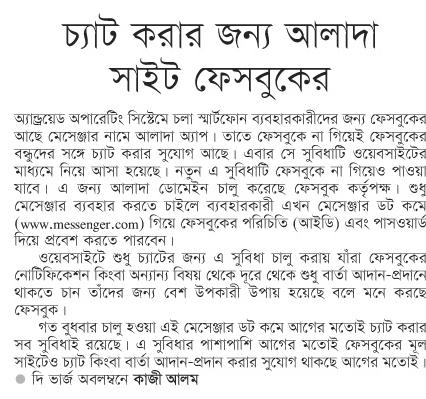 চ্যাট করার জন্য আলাদা
সাইট ফেসবুকের
অ্যান্ড্রয়েড অপারেটিং সিস্টেমে চলা স্মার্টফোন ব্যবহারকারীদের জন্য ফেসবুকের
আছে মেসেঞ্জার নামে আলাদা অ্যাপ। তাতে ফেসবুকে না গিয়েই ফেসবুকের
বন্ধুদের সঙ্গে চ্যাট করার সুযোগ আছে। এবার সে সুবিধাটি ওয়েবসাইটের
মাধ্যমে নিয়ে আসা হয়েছে। নতুন এ সুবিধাটি ফেসবুকে না গিয়েও পাওয়া
যাবে। এ জন্য আলাদা ডোমেইন চালু করেছে ফেসবুক কর্তৃপক্ষ। শুধু
মেসেঞ্জার ব্যবহার করতে চাইলে ব্যবহারকারী এখন মেসেঞ্জার ডট কমে
(www.messenger.com) গিয়ে ফেসবুকের পরিচিতি (আইডি) এবং পাসওয়ার্ড
দিয়ে প্রবেশ করতে পারবেন।
ওয়েবসাইটে শুধু চ্যাটের জন্য এ সুবিধা চালু করায় যাঁরা ফেসবুকের
নোটিফিকেশন কিংবা অন্যান্য বিষয় থেকে দূরে থেকে শুধু বার্তা আদান-প্রদানে
থাকতে চান তাঁদের জন্য বেশ উপকারী উপায় হয়েছে বলে মনে করছে
ফেসবুক।
গত বুধবার চালু হওয়া এই মেসেঞ্জার ডট কমে আগের মতোই চ্যাট করার
সব সুবিধাই রয়েছে। এ সুবিধার পাশাপাশি আগের মতোই ফেসবুকের মূল
সাইটেও চ্যাট কিংবা বার্তা আদান-প্রদান করার সুযোগ থাকছে আগের মতোই।
● দি ভার্জ অবলম্বনে কাজী আলম